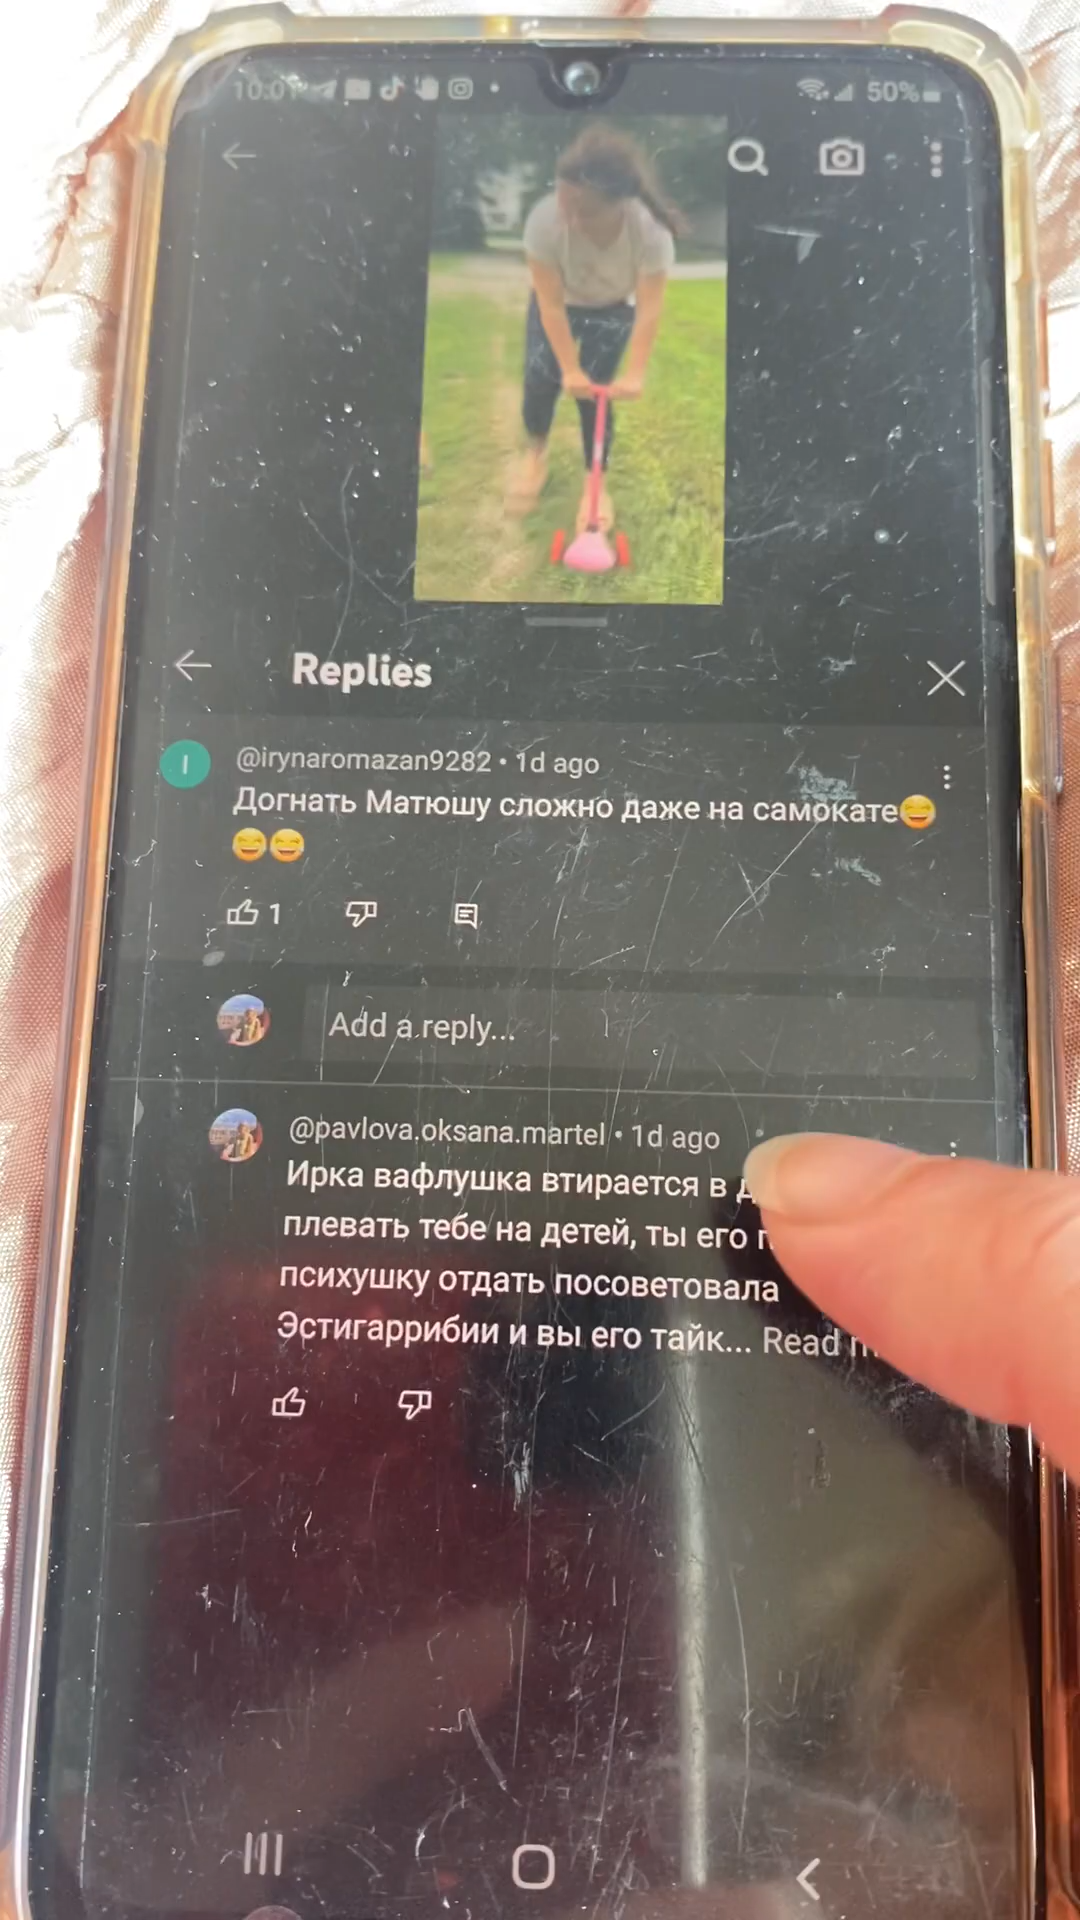 10:01
50%
Replies
@irynaromazan9282 • 1d ago
Догнать Матюшу сложно даже на самокате😄
😄😄
1
Add a reply...
@pavlova.oksana.martel • 1d ago
Ирка вафлушка втирается в
плевать тебе на детей, ты его
психушку отдать посоветовала
Эстигаррибии и вы его тайк... Read